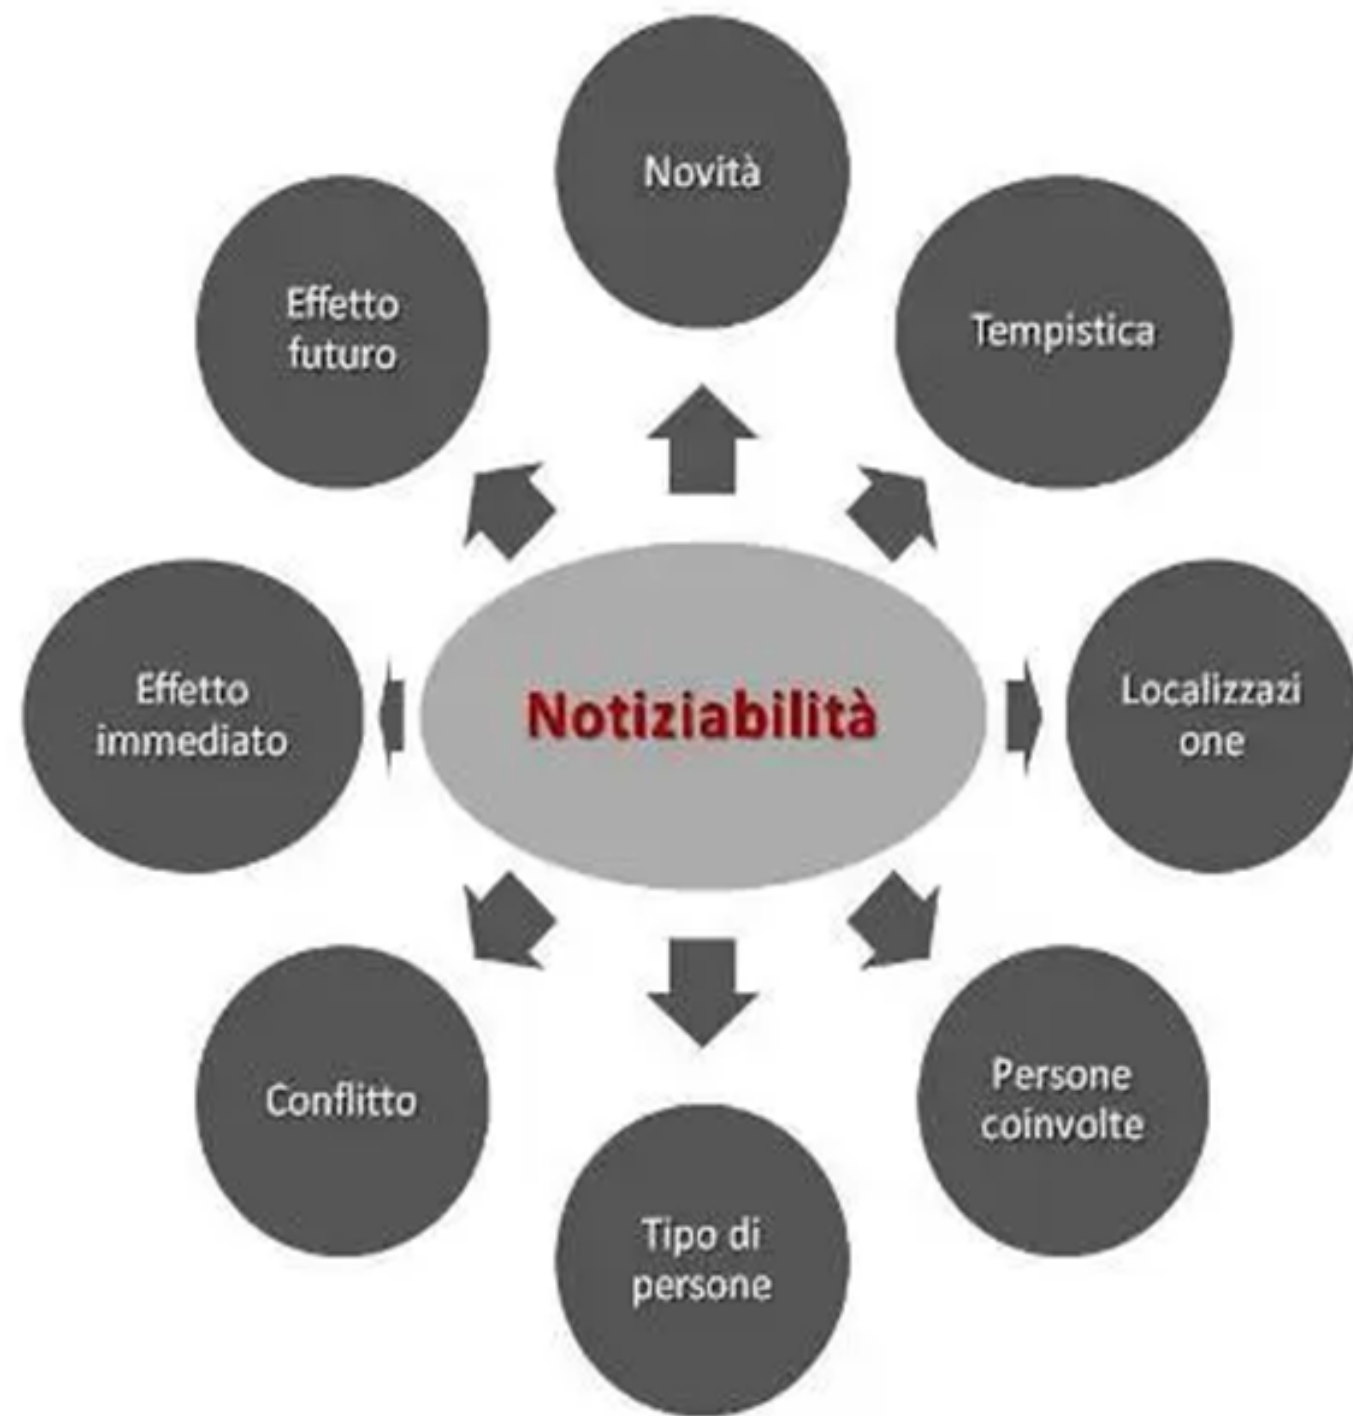 Novità
Tempistica
Localizzazi
one
Persone
coinvolte
Tipo di
persone
Conflitto
Effetto
immediato
Effetto
futuro
Notiziabilità